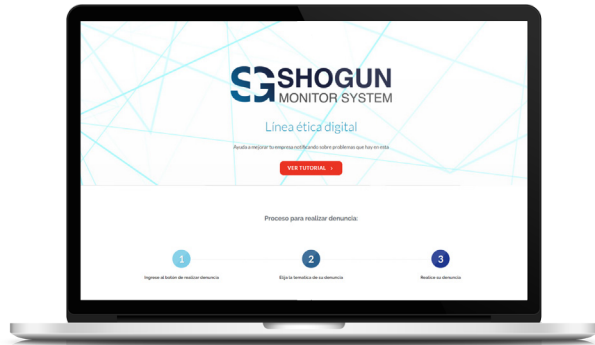 SG SHOGUN
MONITOR SYSTEM
Línea ética digital
Ayuda a mejorar tu empresa notificando sobre problemas que hay en esta
VER TUTORIAL >
Proceso para realizar denuncia:
1
2
3
Ingrese al botón de realizar denuncia
Elija la temática de su denuncia
Realice su denuncia